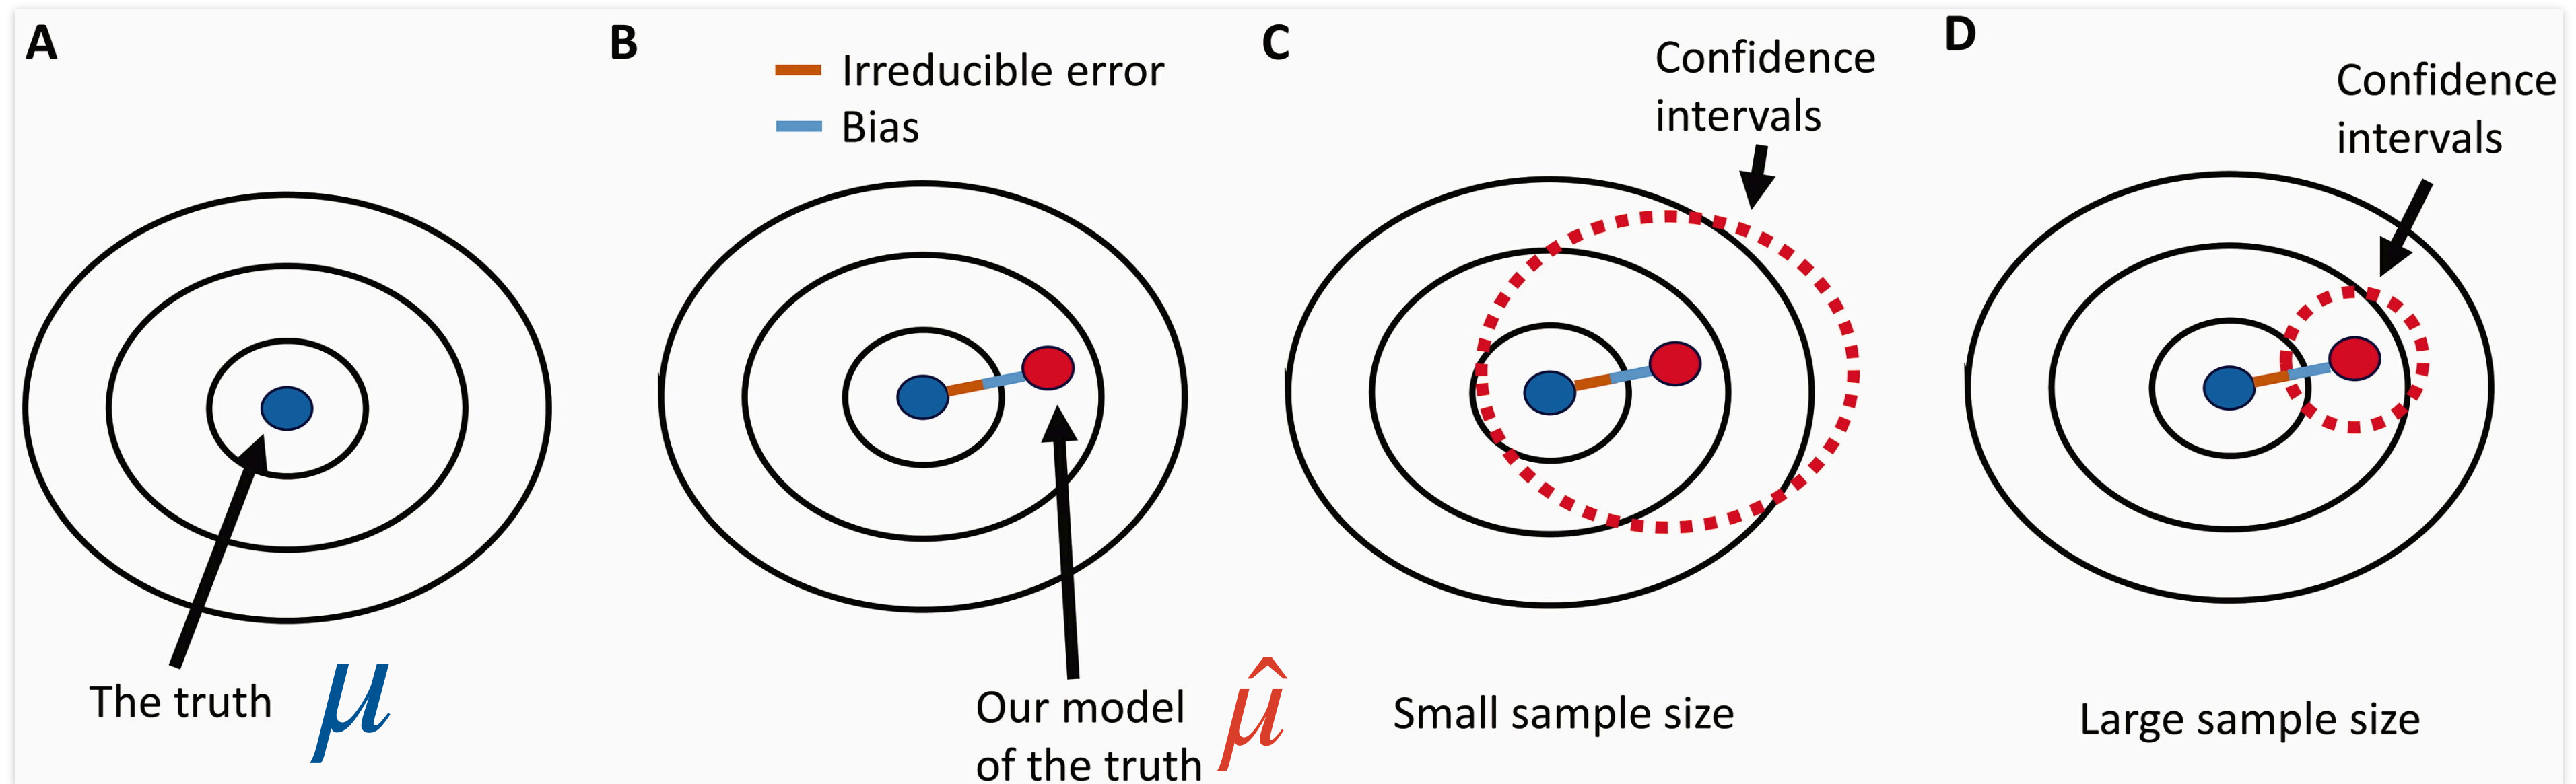 A
The truth μ
B
Irreducible error
Bias
Our model
of the truth μ̂
C
Confidence
intervals
Small sample size
D
Confidence
intervals
Large sample size